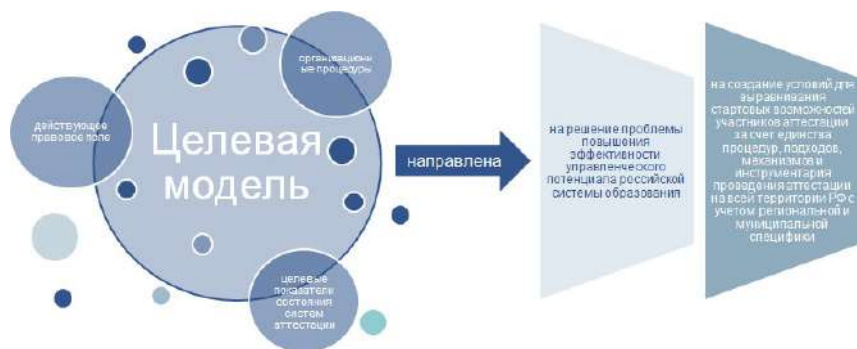 организационн
ые процедуры
действующее
правовое поле
Целевая
модель
целевые
показатели
состояния
систем
аттестации
направлена
на решение проблемы
повышения
эффективности
управленческого
потенциала российской
системы образования
на создание условий для
выравнивания
стартовых возможностей
участников аттестации
за счет единства
процедур, подходов,
механизмов и
инструментария
проведения аттестации
на всей территории РФ с
учетом региональной и
муниципальной
специфики